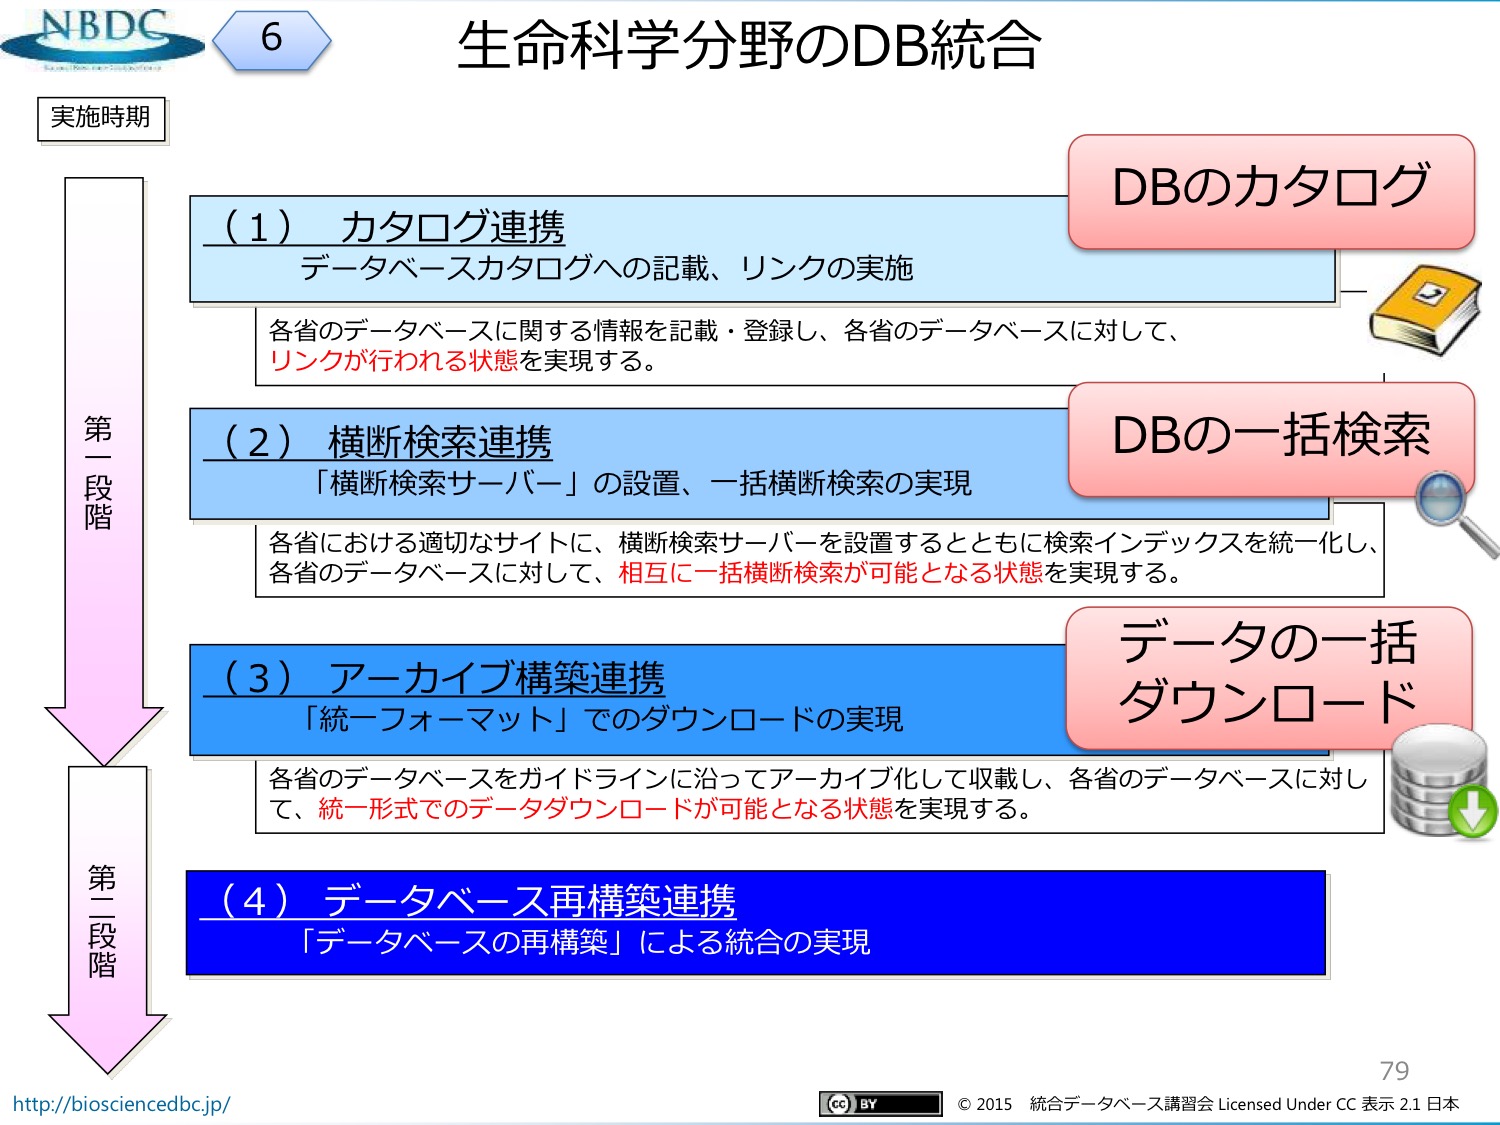 NBDC
6
生命科学分野のDB統合
実施時期
DBのカタログ
（1） カタログ連携
データベースカタログへの記載、リンクの実施
各省のデータベースに関する情報を記載・登録し、各省のデータベースに対して、
リンクが行われる状態を実現する。
第一段階
DBの一括検索
（2） 横断検索連携
「横断検索サーバー」の設置、一括横断検索の実現
各省における適切なサイトに、横断検索サーバーを設置するとともに検索インデックスを統一化し、
各省のデータベースに対して、相互に一括横断検索が可能となる状態を実現する。
データの一括
ダウンロード
（3） アーカイブ構築連携
「統一フォーマット」でのダウンロードの実現
各省のデータベースをガイドラインに沿ってアーカイブ化して収載し、各省のデータベースに対し
て、統一形式でのデータダウンロードが可能となる状態を実現する。
第二段階
（4） データベース再構築連携
「データベースの再構築」による統合の実現
79
http://biosciencedbc.jp/
cc BY
© 2015 統合データベース講習会 Licensed Under CC 表示 2.1 日本